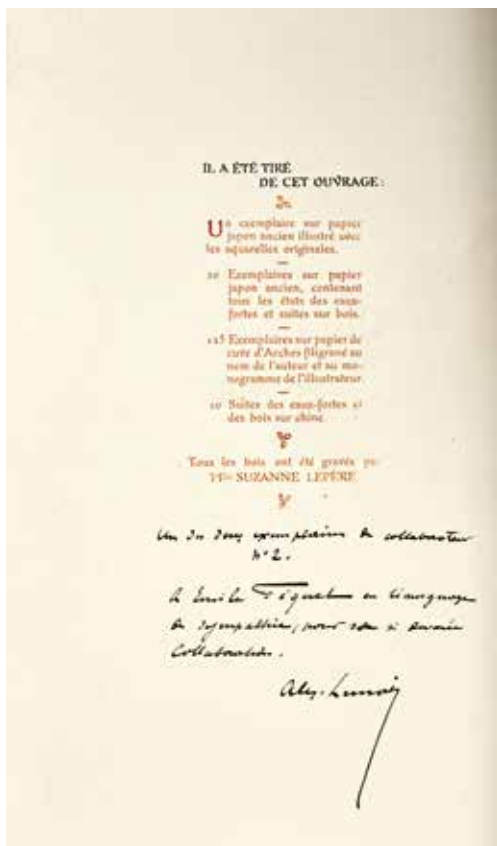 IL A ÉTÉ TIRÉ
DE CET OUVRAGE :
Un exemplaire sur papier
japon ancien illustré avec
les aquarelles originales.
20 Exemplaires sur papier
japon ancien, contenant
tous les états des eaux-
fortes et suites sur bois.
115 Exemplaires sur papier de
cuve d'Arches filigrané au
nom de l'auteur et au mo-
nogramme de l'illustrateur
10 Suites des eaux-fortes et
des bois sur chine.
Tous les bois ont été gravés par
Mlle SUZANNE LEPÈRE
Un des deux exemplaires de collaborateur
N° 2.
A Emile en témoignage
de sympathie, pour son si dévouée
Collaboration.
Alex. Lunois